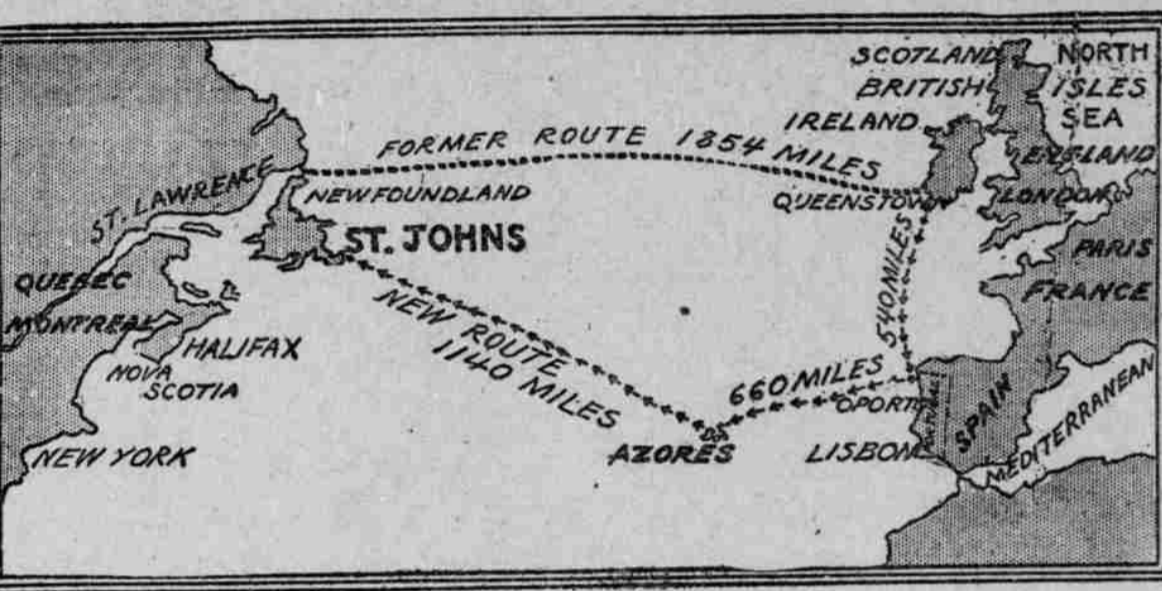 SCOTLAND
NORTH
BRITISH
ISLES
SEA
IRELAND
FORMER ROUTE 1854 MILES
ENGLAND
ST. LAWRENCE
NEWFOUNDLAND
QUEENSTOWN
LONDON
ST. JOHNS
540 MILES
PARIS
QUEBEC
FRANCE
NEW ROUTE
1140 MILES
MONTREAL
HALIFAX
NOVA
SCOTIA
660 MILES
OPORTO
SPAIN
MEDITERRANEAN
AZORES
LISBON
NEW YORK